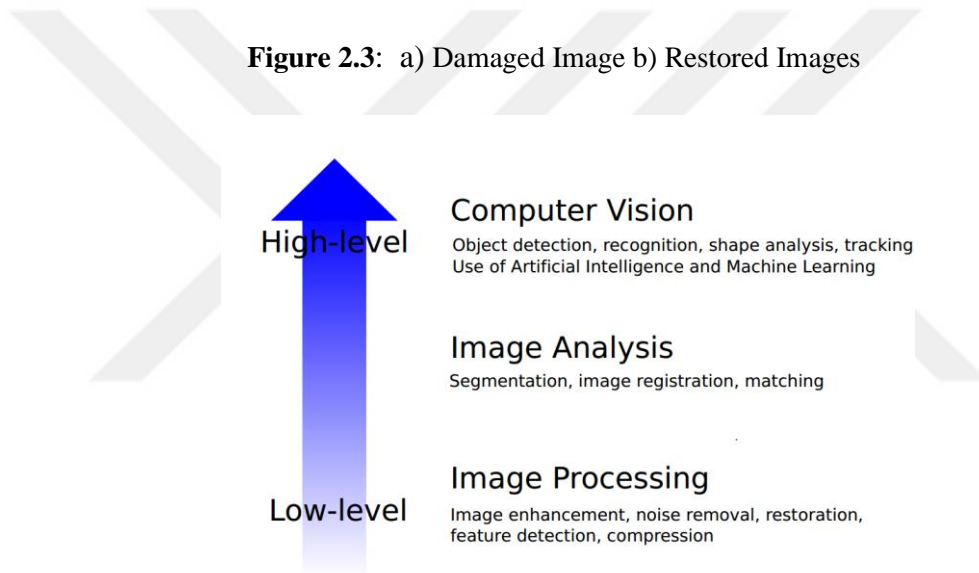 Figure 2.3: a) Damaged Image b) Restored Images
High-level
Computer Vision
Object detection, recognition, shape analysis, tracking
Use of Artificial Intelligence and Machine Learning
Image Analysis
Segmentation, image registration, matching
Low-level
Image Processing
Image enhancement, noise removal, restoration,
feature detection, compression